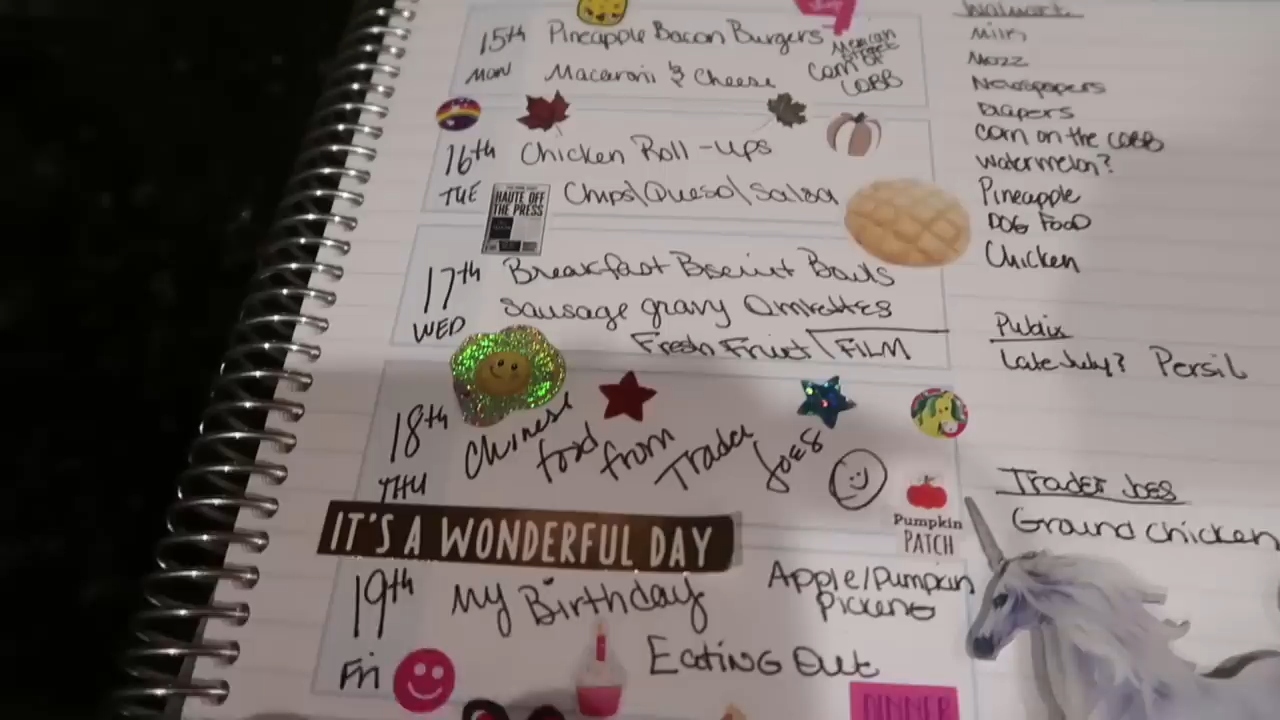 15th Pineapple Bacon Burgers
Mexican
Street
Corn of
COBB
MON Macaroni & Cheese
16th Chicken Roll-ups
TUE Chips/Queso/Salsa
HAUTE OFF
THE PRESS
17th Breakfast Biscuit Bowls
WED Sausage gravy Omlettes
Fresh Fruit FILM
18th Chinese food from Trader Joes
THU
Pumpkin
PATCH
IT'S A WONDERFUL DAY
19th My Birthday
Apple/Pumpkin
Picking
Fri Eating Out
DINNER
Walmart
Milk
Mozz
Newspapers
Diapers
Corn on the COBB
Watermelon?
Pineapple
DOG FOOD
Chicken
Publix
Late July? Persil
Trader Joes
Ground Chicken